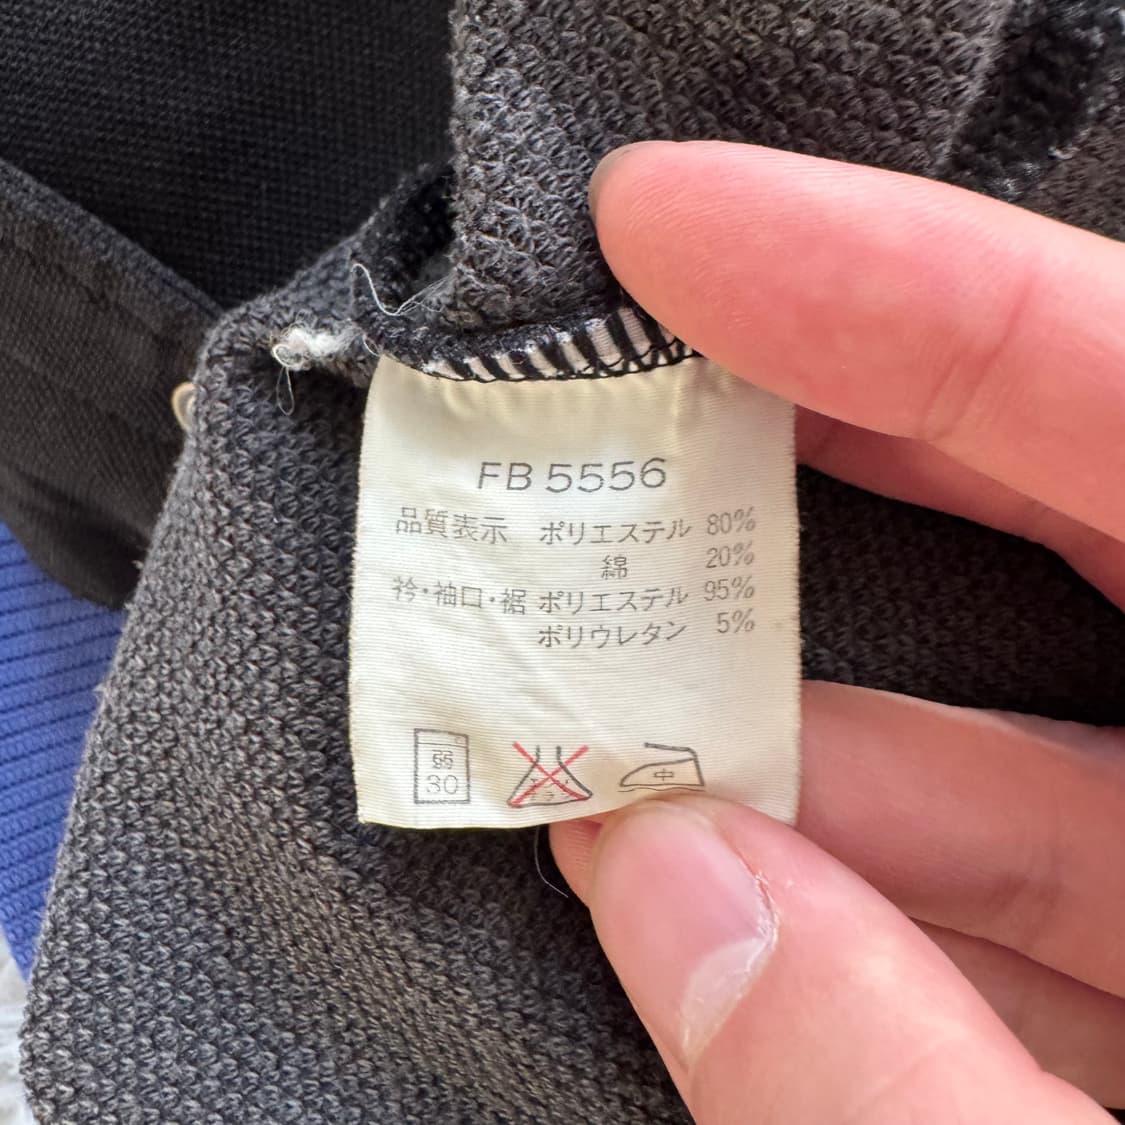 FB 5556
品質表示 ポリエステル 80%
綿 20%
衿・袖口・裾 ポリエステル 95%
ポリウレタン 5%
弱
30
中